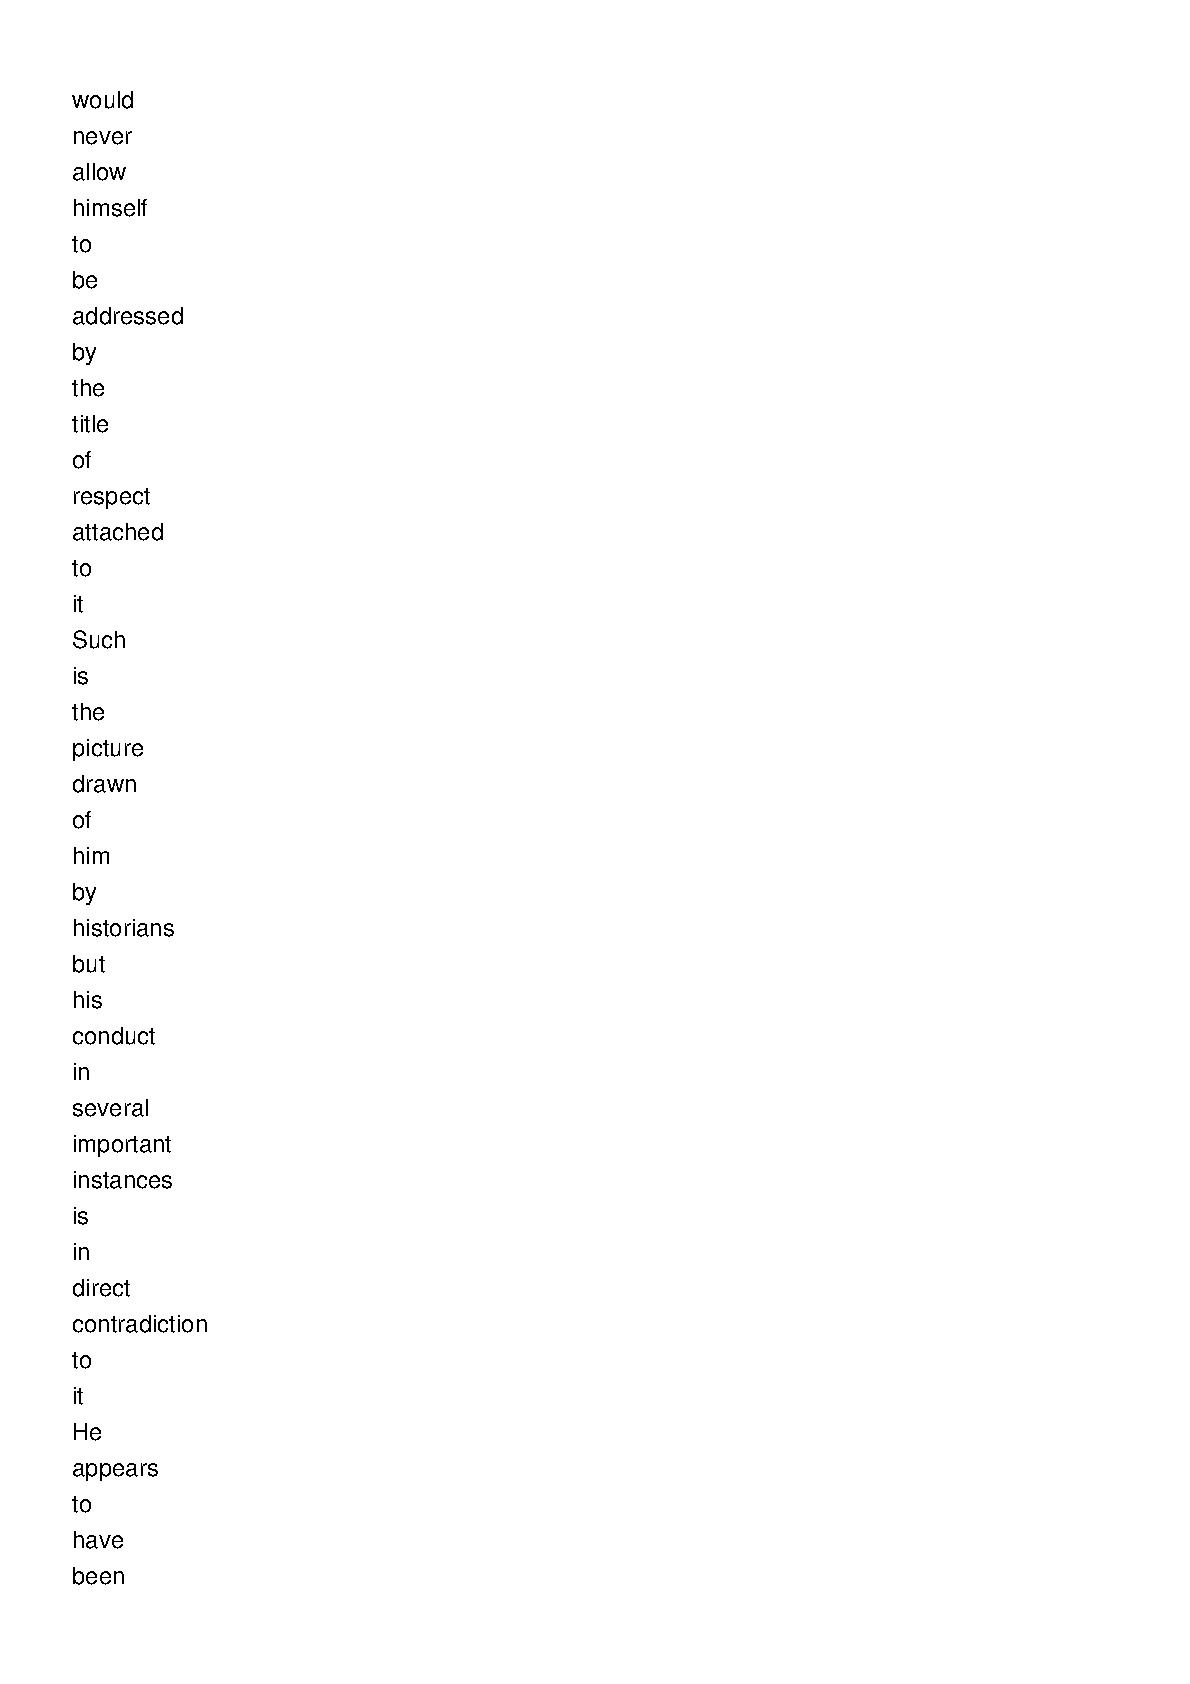 would
never
allow
himself
to
be
addressed
by
the
title
of
respect
attached
to
it
Such
is
the
picture
drawn
of
him
by
historians
but
his
conduct
in
several
important
instances
is
in
direct
contradiction
to
it
He
appears
to
have
been